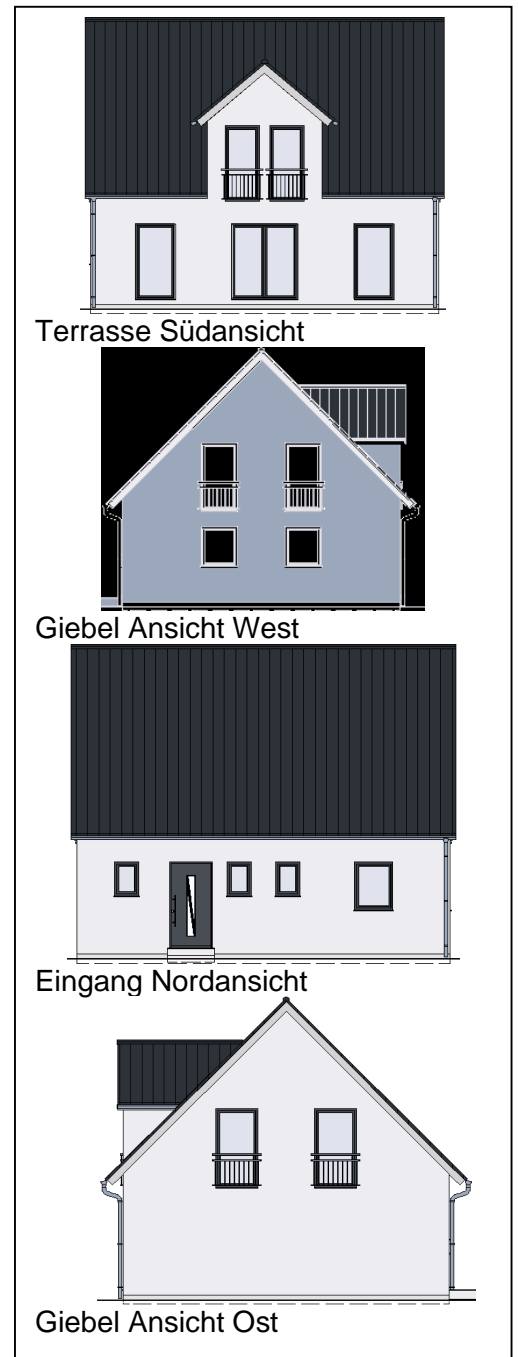 Terrasse Südansicht
Giebel Ansicht West
Eingang Nordansicht
Giebel Ansicht Ost